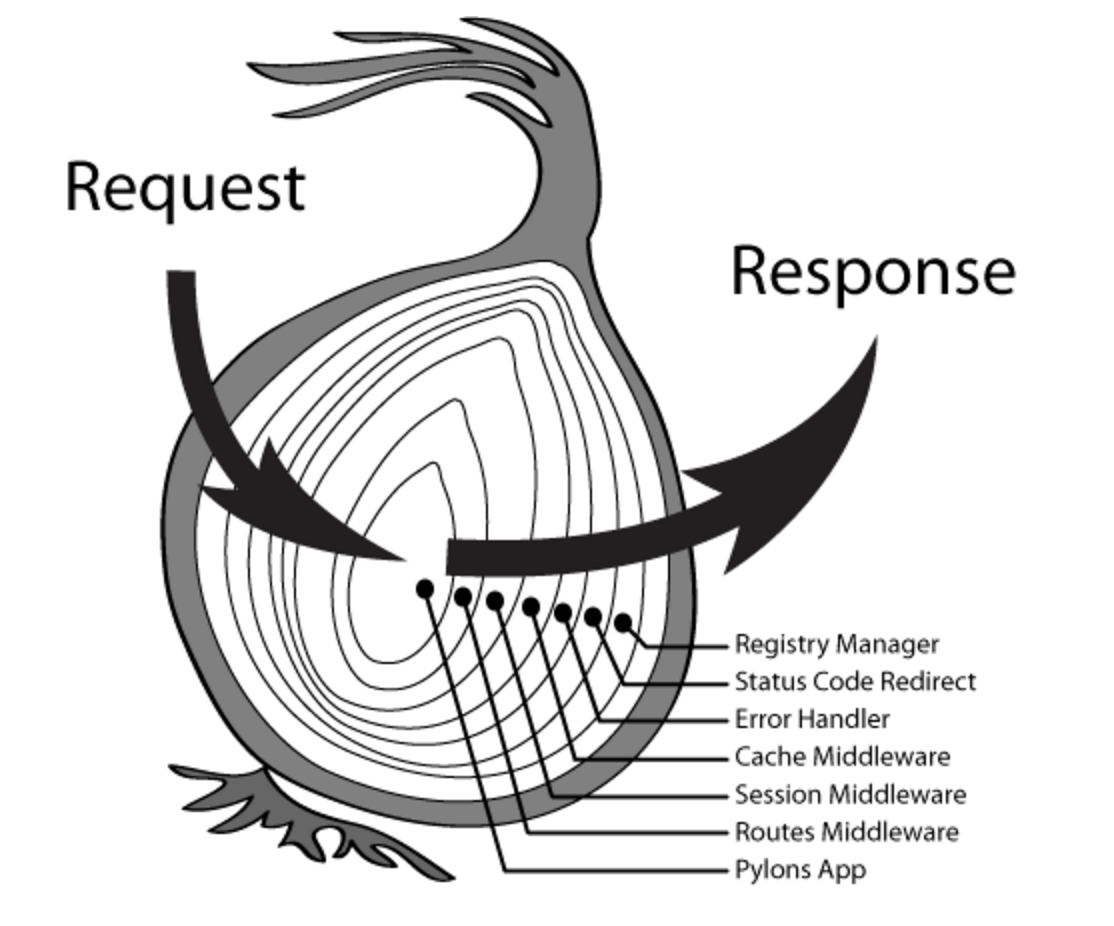 Request
Response
Registry Manager
Status Code Redirect
Error Handler
Cache Middleware
Session Middleware
Routes Middleware
Pylons App